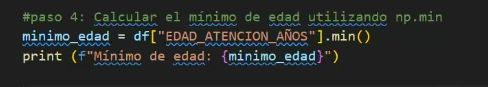 #paso 4: Calcular el mínimo de edad utilizando np.min
minimo_edad = df["EDAD_ATENCION_AÑOS"].min()
print (f"Mínimo de edad: {minimo_edad}")